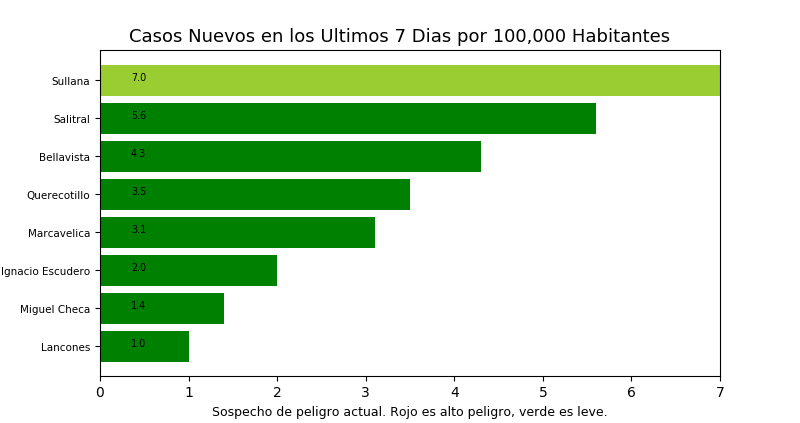 Casos Nuevos en los Ultimos 7 Dias por 100,000 Habitantes
Sullana 7.0
Salitral 5.6
Bellavista 4.3
Querecotillo 3.5
Marcavelica 3.1
Ignacio Escudero 2.0
Miguel Checa 1.4
Lancones 1.0
0 1 2 3 4 5 6 7
Sospecho de peligro actual. Rojo es alto peligro, verde es leve.